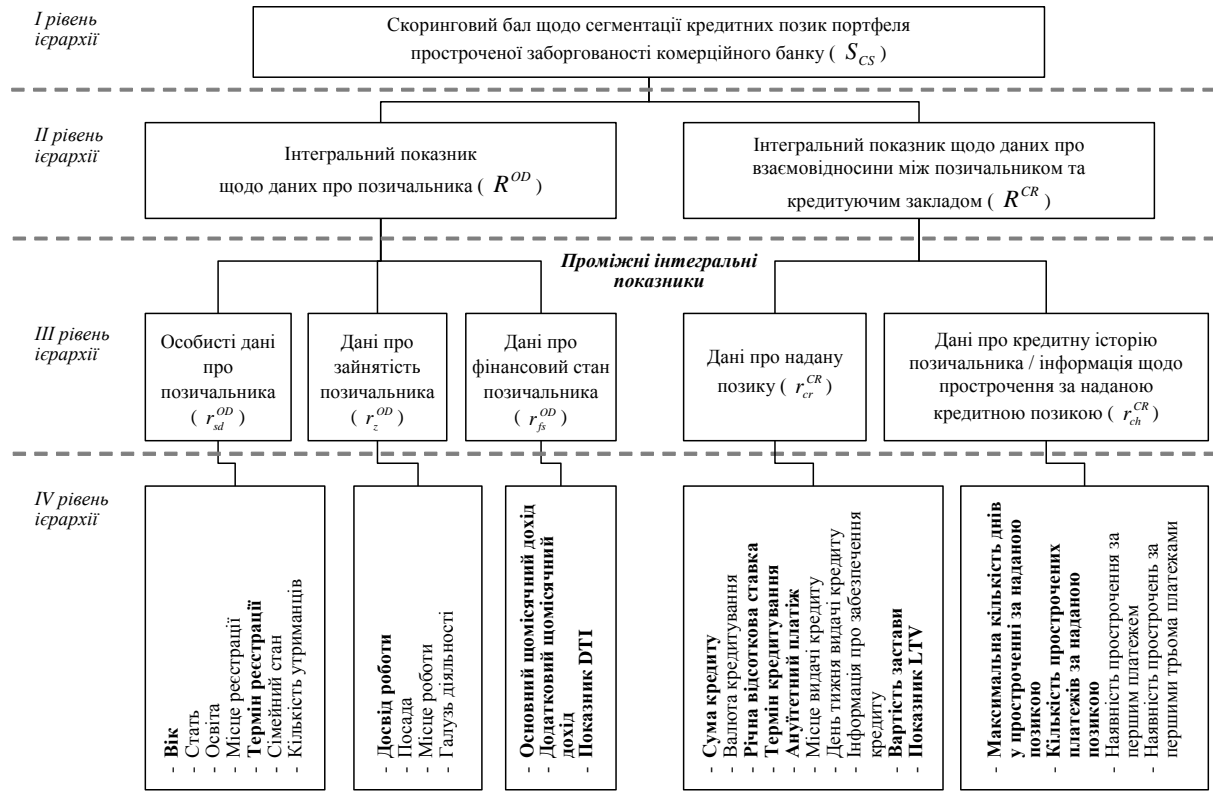 I рівень
ієрархії
Скоринговий бал щодо сегментації кредитних позик портфеля
простроченої заборгованості комерційного банку ( S_CS )
II рівень
ієрархії
Інтегральний показник
щодо даних про позичальника ( R^OD )
Інтегральний показник щодо даних про
взаємовідносини між позичальником та
кредитуючим закладом ( R^CR )
Проміжні інтегральні
показники
III рівень
ієрархії
Особисті дані
про
позичальника
( r_sd^OD )
Дані про
зайнятість
позичальника
( r_z^OD )
Дані про
фінансовий стан
позичальника
( r_fs^OD )
Дані про надану
позику ( r_cr^CR )
Дані про кредитну історію
позичальника / інформація щодо
прострочення за наданою
кредитною позикою ( r_ch^CR )
IV рівень
ієрархії
- Вік
- Стать
- Освіта
- Місце реєстрації
- Термін реєстрації
- Сімейний стан
- Кількість утриманців
- Досвід роботи
- Посада
- Місце роботи
- Галузь діяльності
- Основний щомісячний дохід
- Додатковий щомісячний
дохід
- Показник DTI
- Сума кредиту
- Валюта кредитування
- Річна відсоткова ставка
- Термін кредитування
- Ануїтетний платіж
- Місце видачі кредиту
- День тижня видачі кредиту
- Інформація про забезпечення
кредиту
- Вартість застави
- Показник LTV
- Максимальна кількість днів
у простроченні за наданою
позикою
- Кількість прострочених
платежів за наданою
позикою
- Наявність прострочення за
першим платежем
- Наявність прострочень за
першими трьома платежами